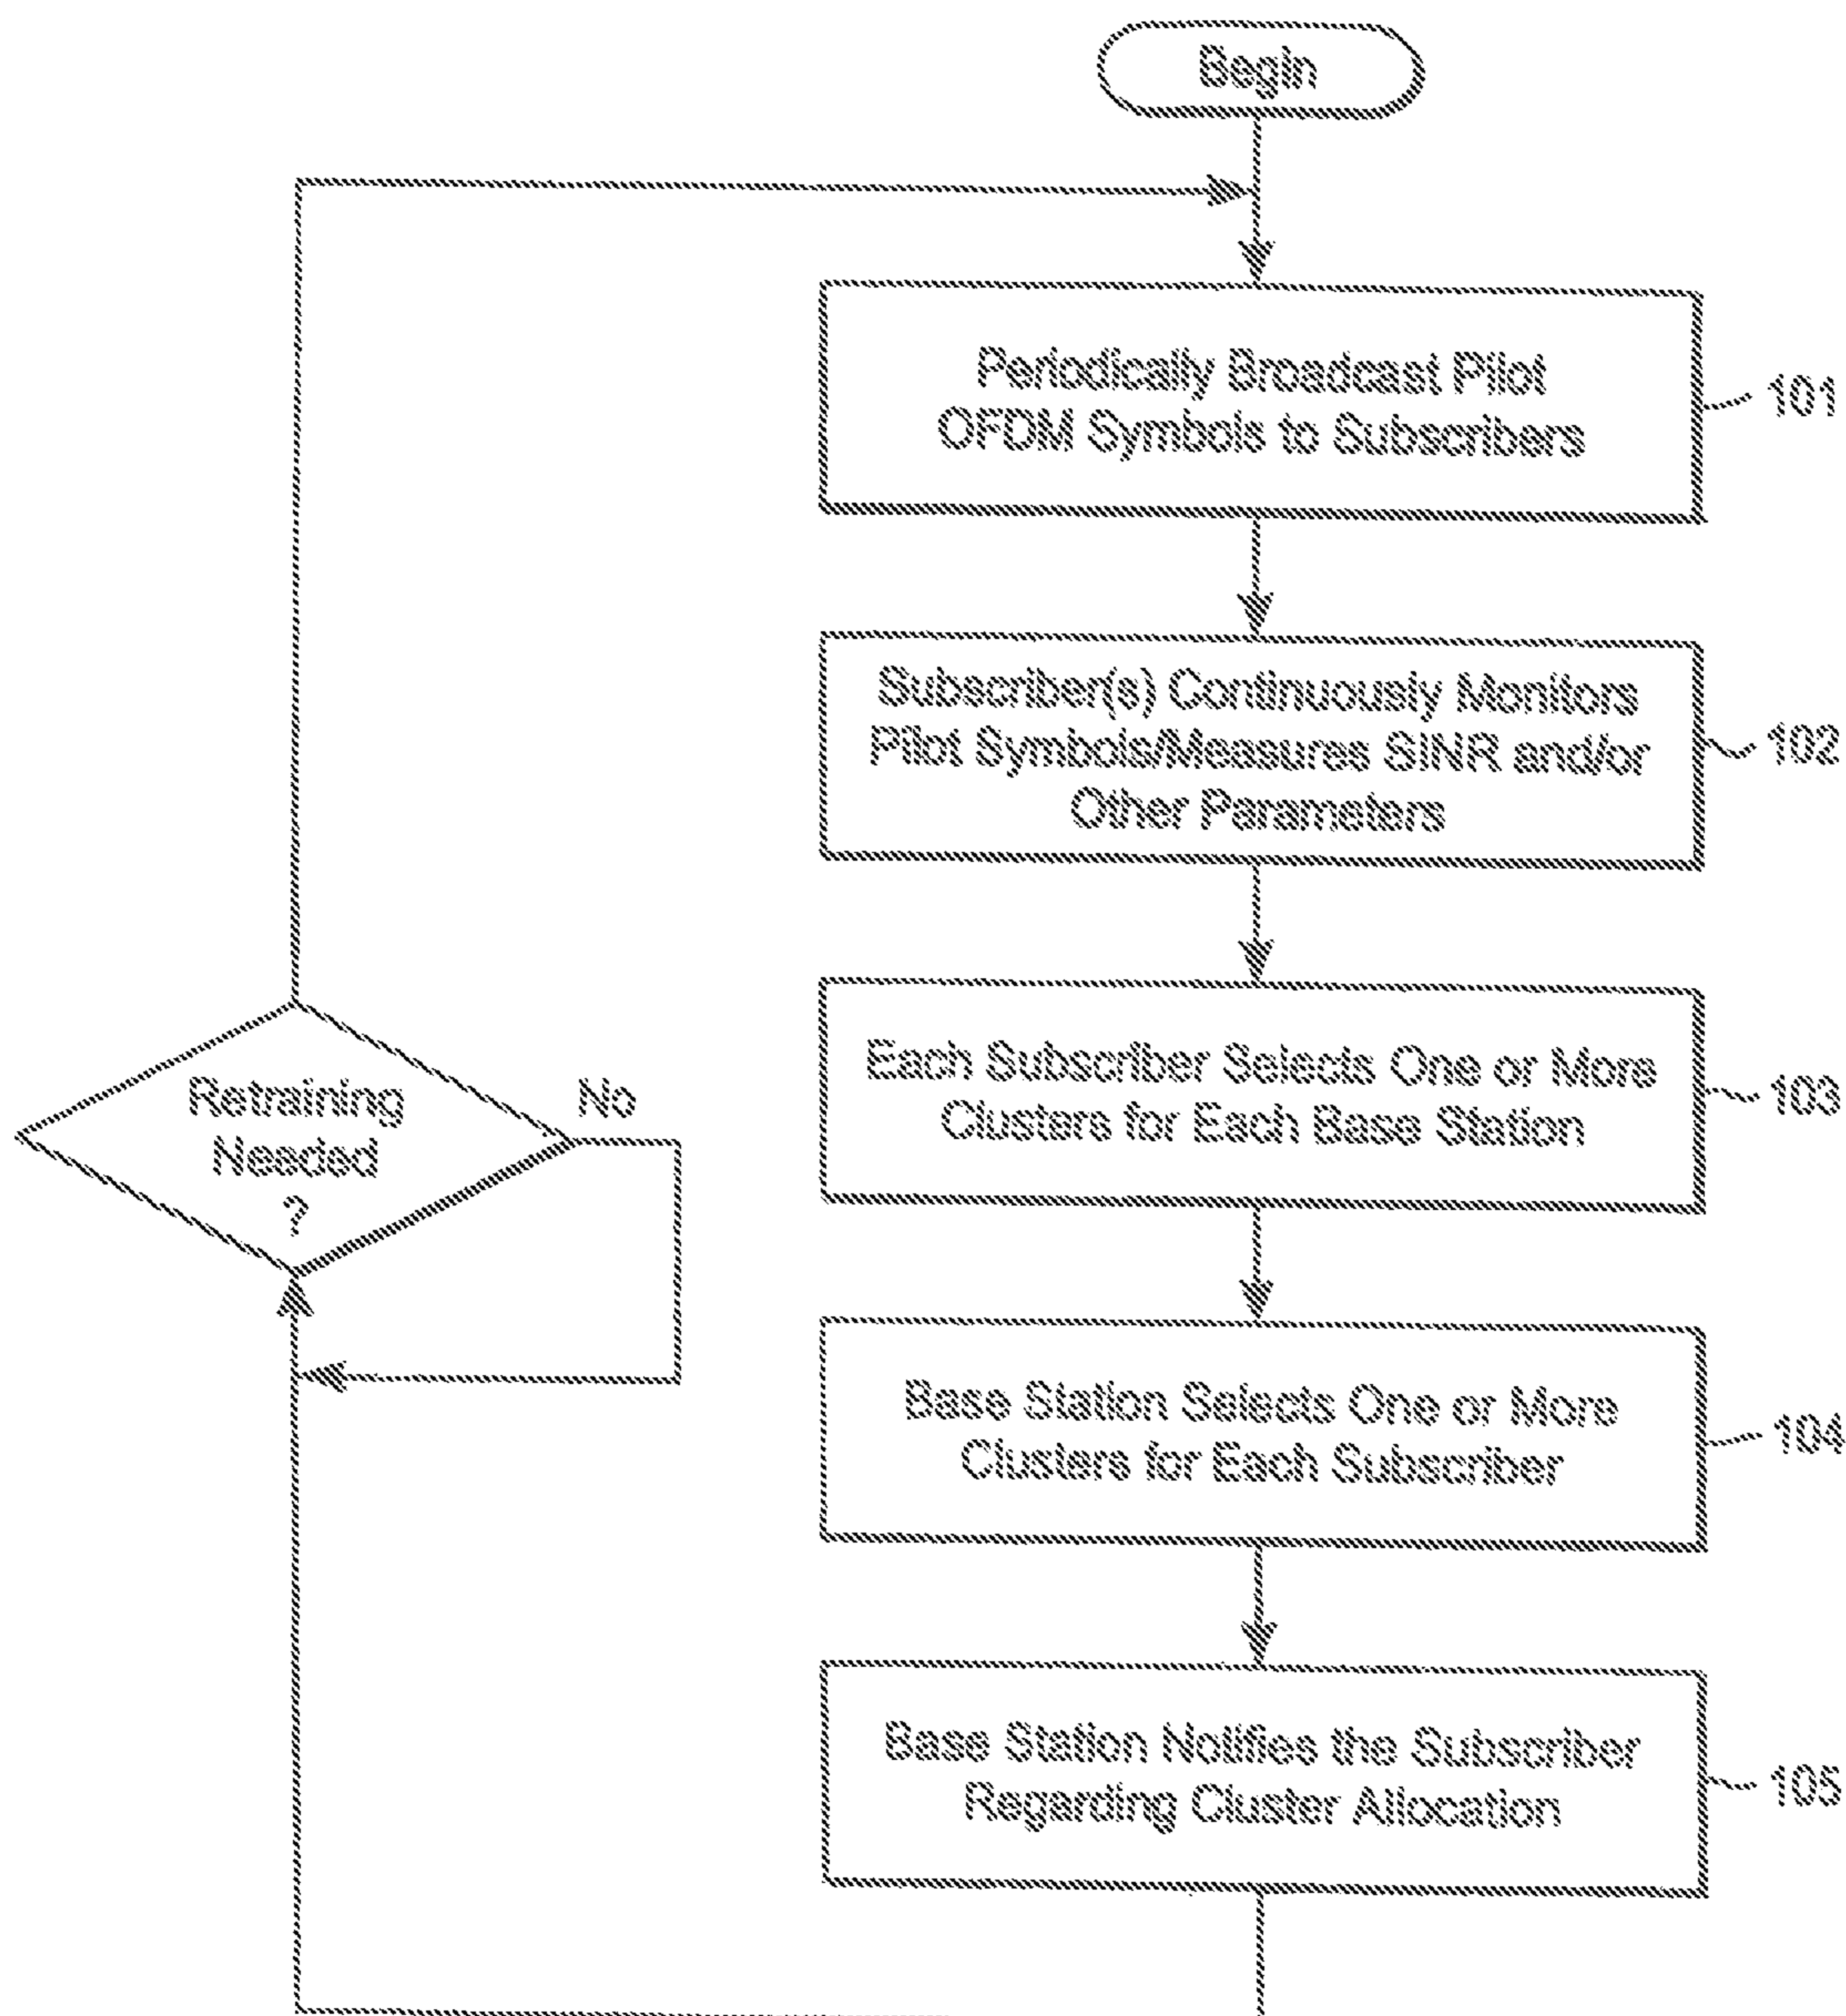 Begin
Periodically Broadcast Pilot
OFDM Symbols to Subscribers
101
Subscriber(s) Continuously Monitors
Pilot Symbols/Measures SINR and/or
Other Parameters
102
Each Subscriber Selects One or More
Clusters for Each Base Station
103
Retraining
Needed
?
No
Base Station Selects One or More
Clusters for Each Subscriber
104
Base Station Notifies the Subscriber
Regarding Cluster Allocation
105